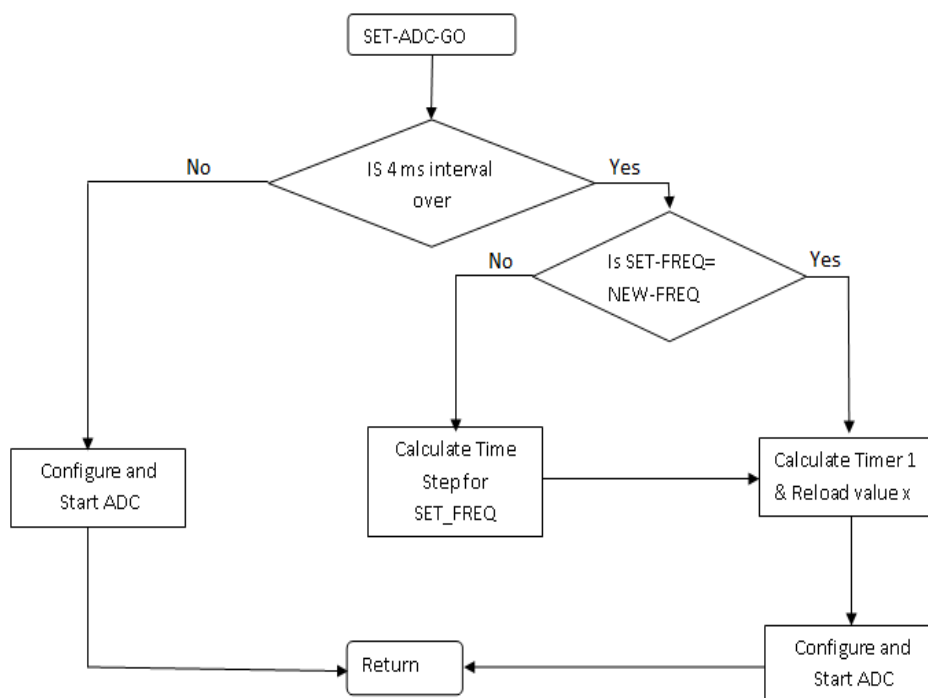 SET-ADC-GO
IS 4 ms interval
over
No
Yes
Is SET-FREQ=
NEW-FREQ
No
Yes
Configure and
Start ADC
Calculate Time
Step for
SET_FREQ
Calculate Timer 1
& Reload value x
Return
Configure and
Start ADC